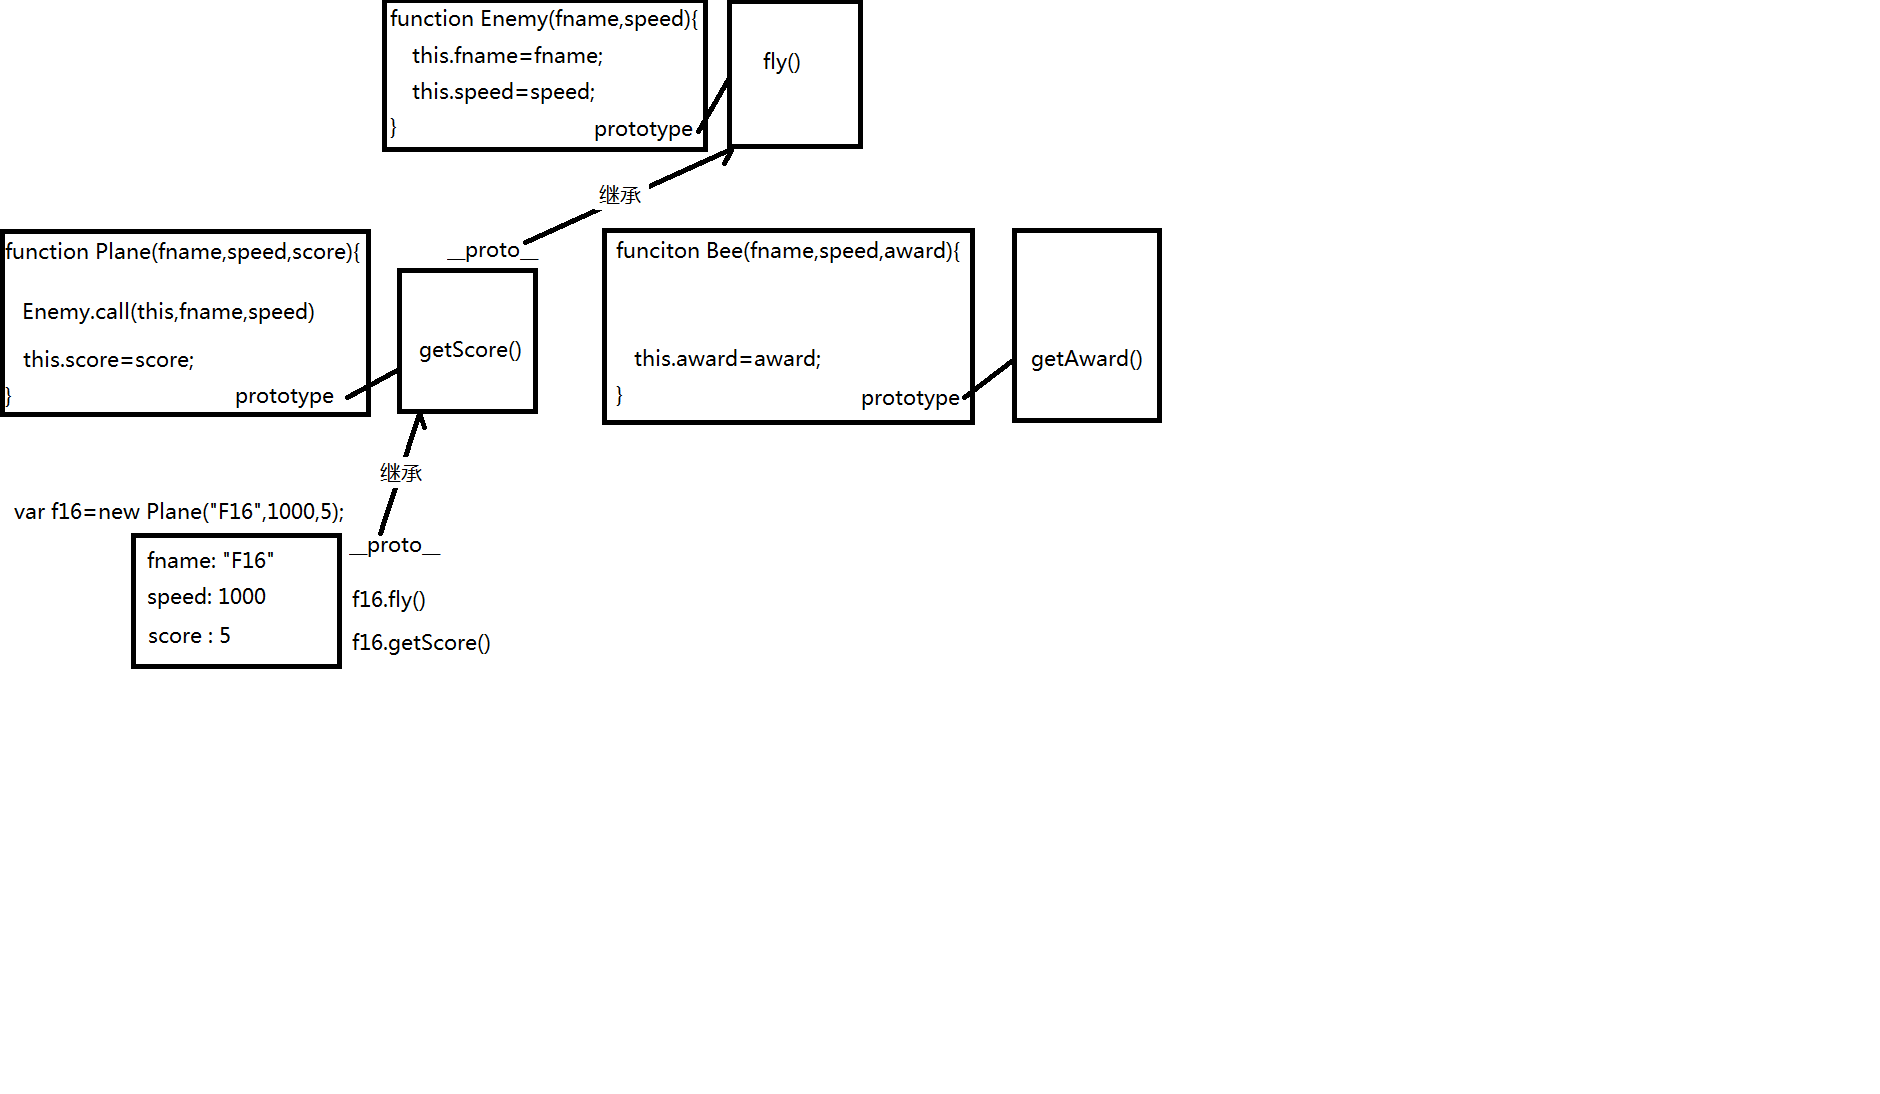 function Enemy(fname,speed){
this.fname=fname;
this.speed=speed;
}
prototype
fly()
继承
__proto__
function Plane(fname,speed,score){
Enemy.call(this,fname,speed)
this.score=score;
}
prototype
getScore()
funciton Bee(fname,speed,award){
this.award=award;
}
prototype
getAward()
继承
var f16=new Plane("F16",1000,5);
__proto__
fname: "F16"
speed: 1000
score : 5
f16.fly()
f16.getScore()